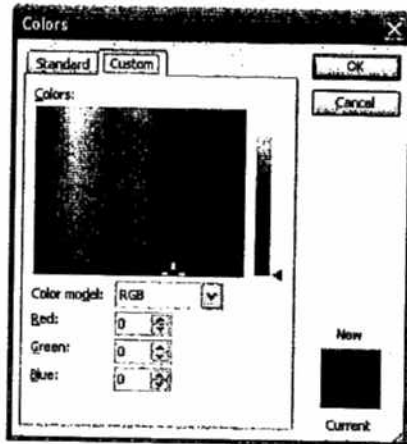 Colors
Standard Custom
OK
Cancel
Colors:
Color model: RGB
Red: 0
Green: 0
Blue: 0
New
Current